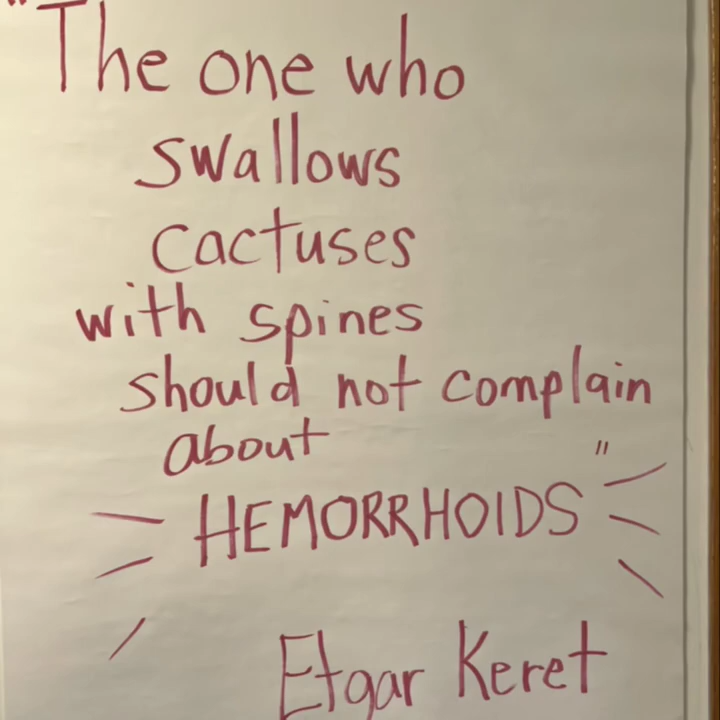 "The one who
swallows
cactuses
with spines
should not complain
about
HEMORRHOIDS"
Etgar Keret